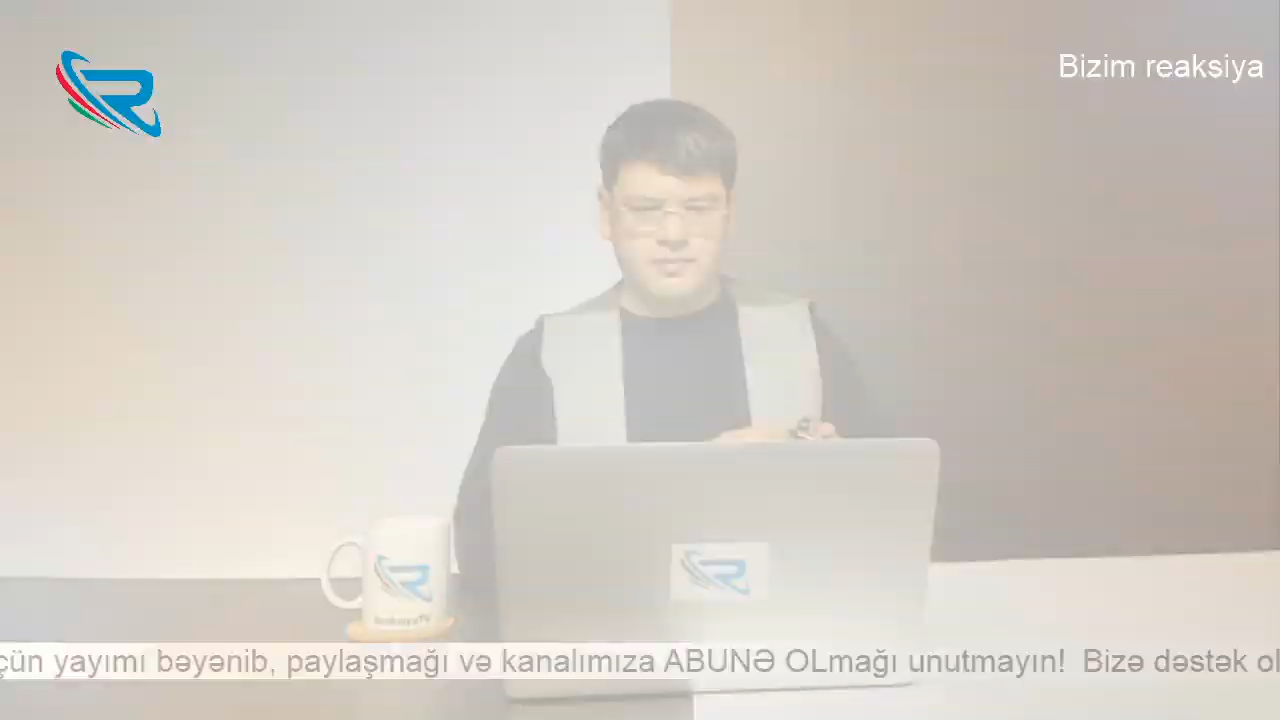 Bizim reaksiya
çün yayımı bəyənib, paylaşmağı və kanalımıza ABUNƏ OLmağı unutmayın! Bizə dəstək ol